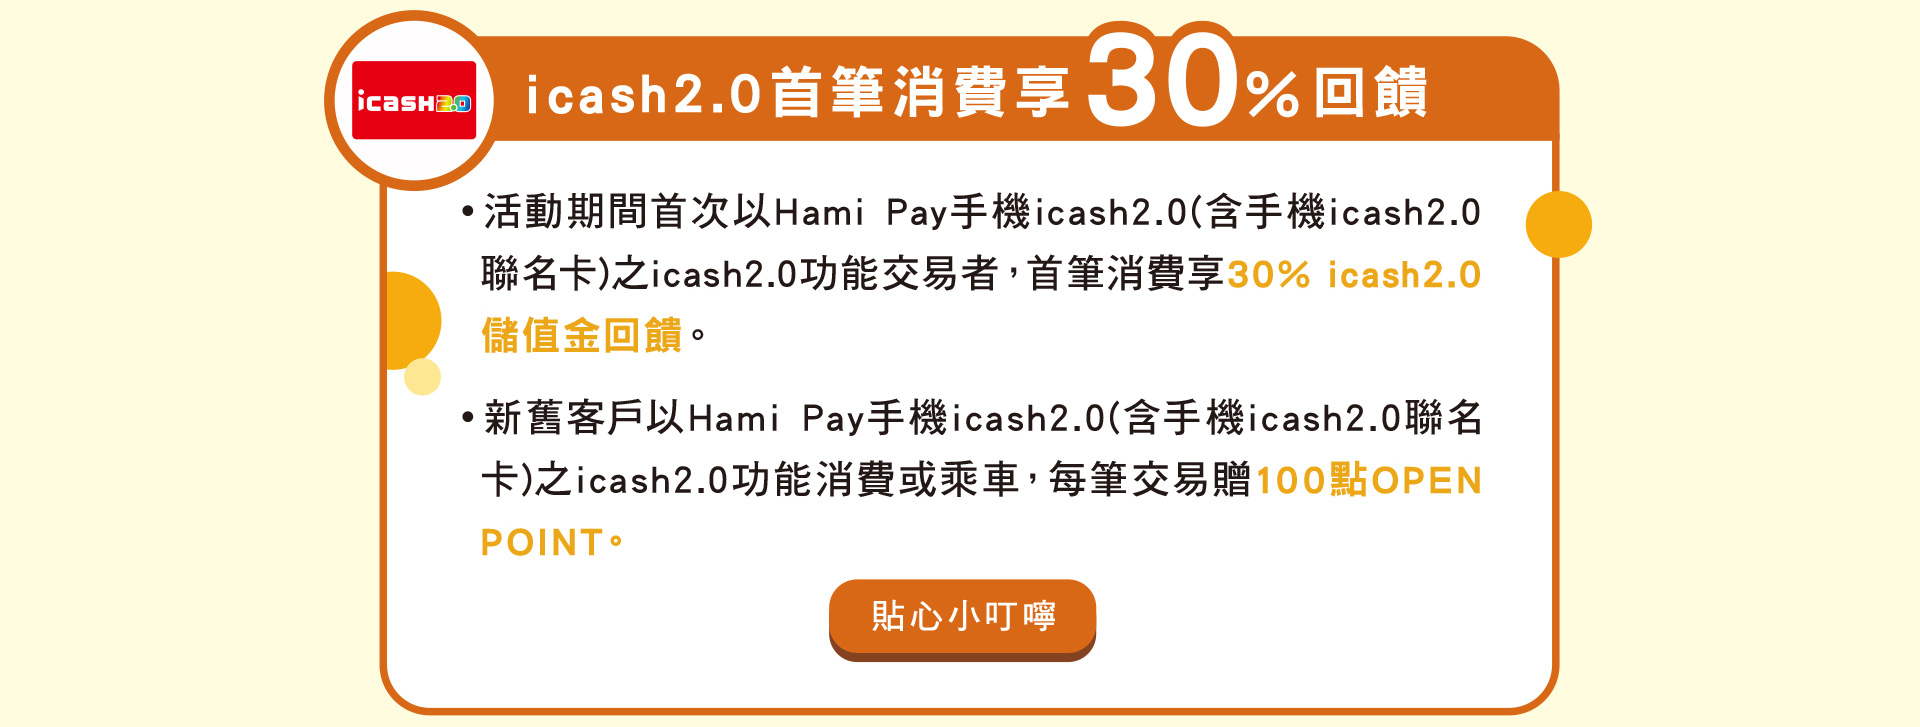 icash2.0
icash2.0首筆消費享30%回饋
•活動期間首次以Hami Pay手機icash2.0(含手機icash2.0
聯名卡)之icash2.0功能交易者，首筆消費享30% icash2.0
儲值金回饋。
•新舊客戶以Hami Pay手機icash2.0(含手機icash2.0聯名
卡)之icash2.0功能消費或乘車，每筆交易贈100點OPEN
POINT。
貼心小叮嚀